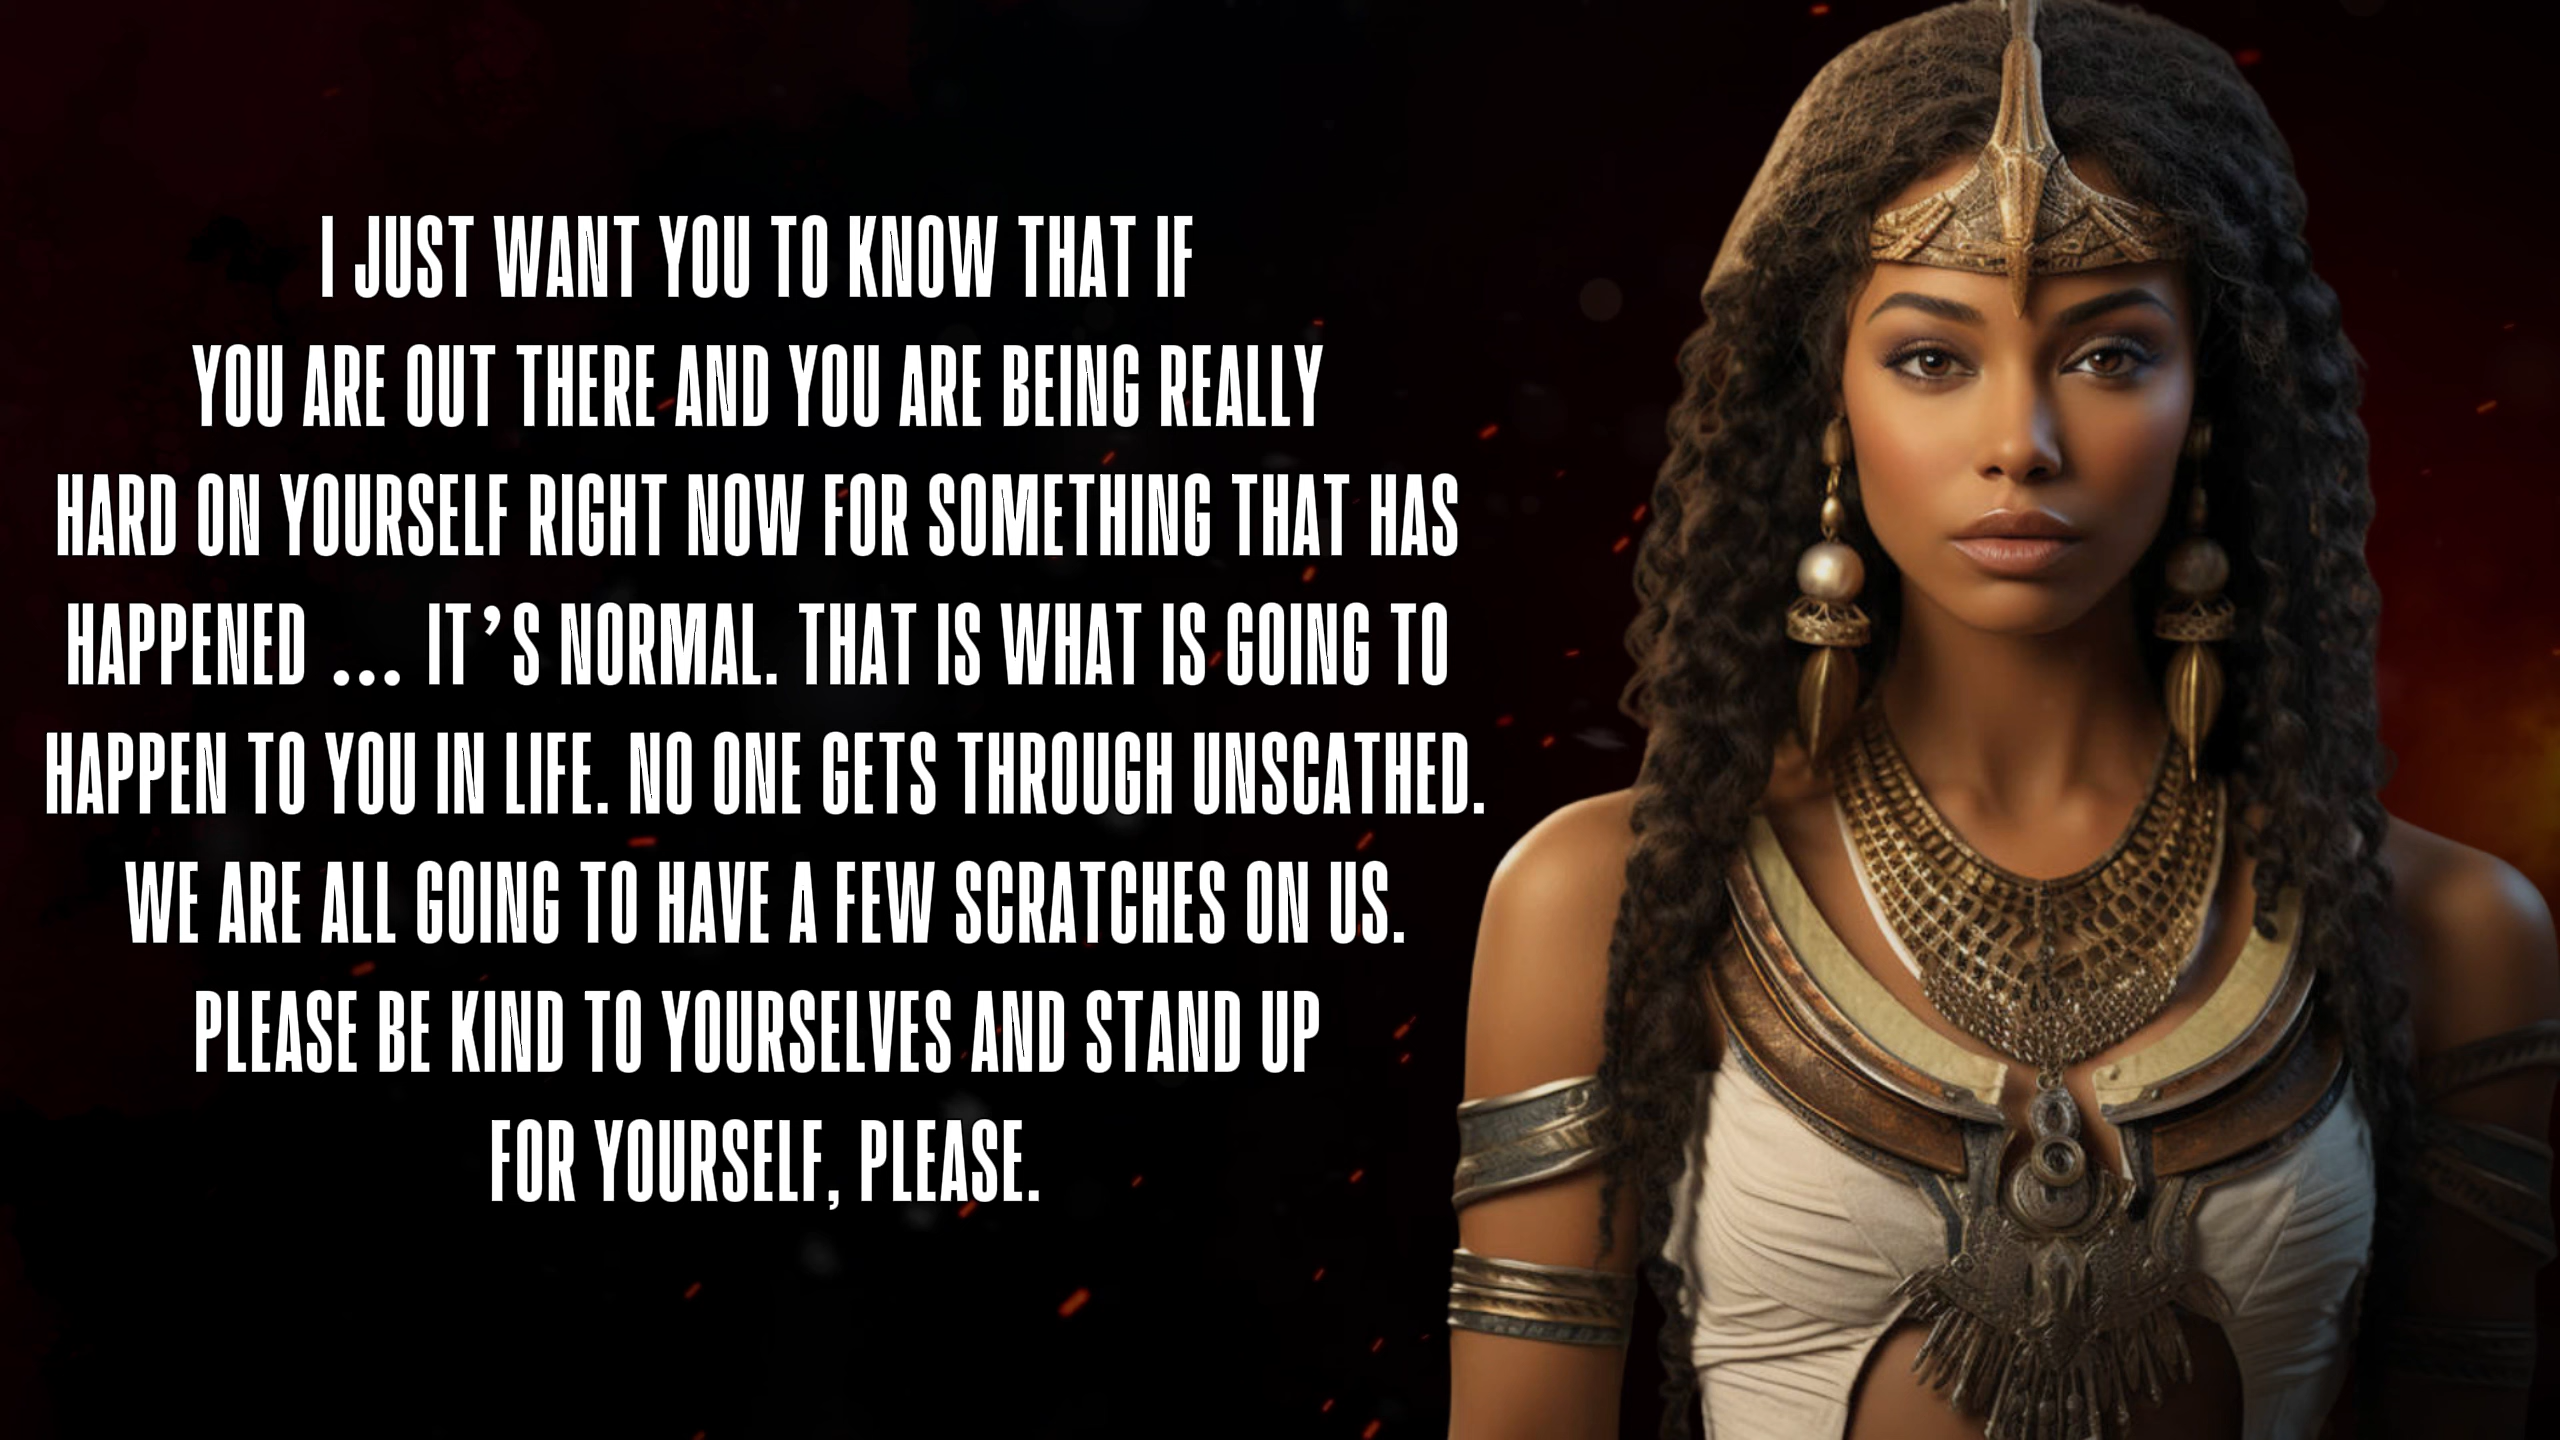 I JUST WANT YOU TO KNOW THAT IF
YOU ARE OUT THERE AND YOU ARE BEING REALLY
HARD ON YOURSELF RIGHT NOW FOR SOMETHING THAT HAS
HAPPENED ... IT’S NORMAL. THAT IS WHAT IS GOING TO
HAPPEN TO YOU IN LIFE. NO ONE GETS THROUGH UNSCATHED.
WE ARE ALL GOING TO HAVE A FEW SCRATCHES ON US.
PLEASE BE KIND TO YOURSELVES AND STAND UP
FOR YOURSELF, PLEASE.